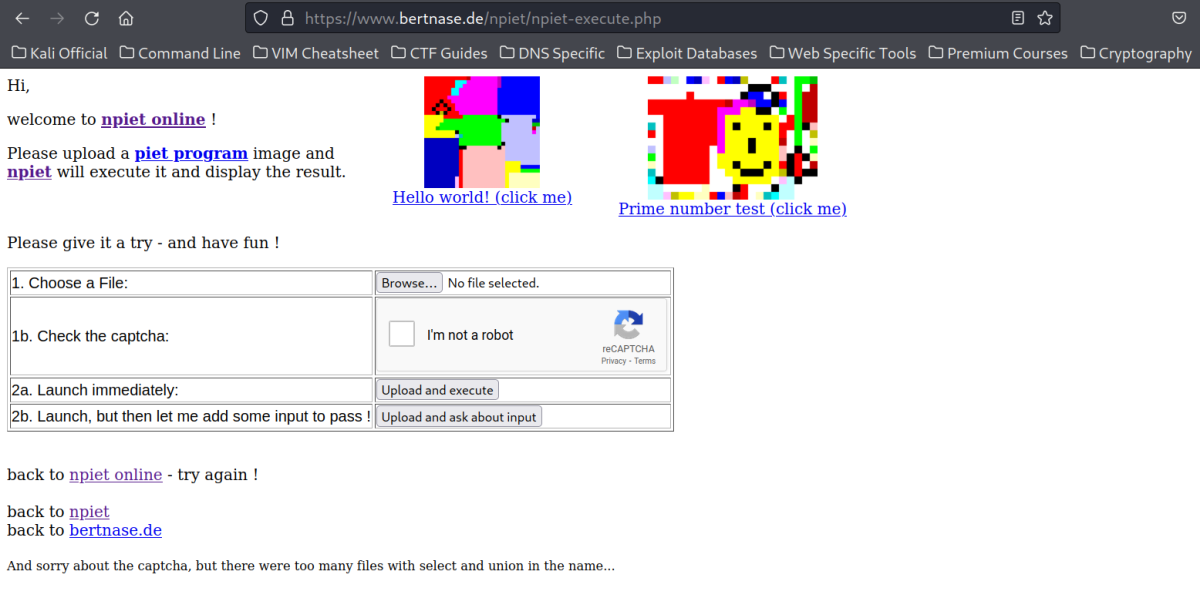 https://www.bertnase.de/npiet/npiet-execute.php
Kali Official Command Line VIM Cheatsheet CTF Guides DNS Specific Exploit Databases Web Specific Tools Premium Courses Cryptography
Hi,
welcome to npiet online !
Please upload a piet program image and
npiet will execute it and display the result.
Hello world! (click me)
Prime number test (click me)
Please give it a try - and have fun !
1. Choose a File: Browse... No file selected.
1b. Check the captcha: I'm not a robot
reCAPTCHA
Privacy - Terms
2a. Launch immediately: Upload and execute
2b. Launch, but then let me add some input to pass ! Upload and ask about input
back to npiet online - try again !
back to npiet
back to bertnase.de
And sorry about the captcha, but there were too many files with select and union in the name...